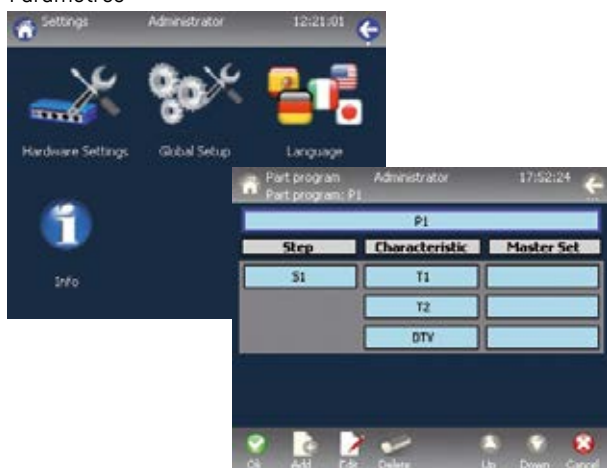 Paramètres
Settings Administrator 12:21:01
Hardware Settings Global Setup Language
Info
Part program Administrator 17:52:24
Part program: P1
P1
Step Characteristic Master Set
S1 T1
T2
DTV
Ok Add Edit Delete Up Down Cancel